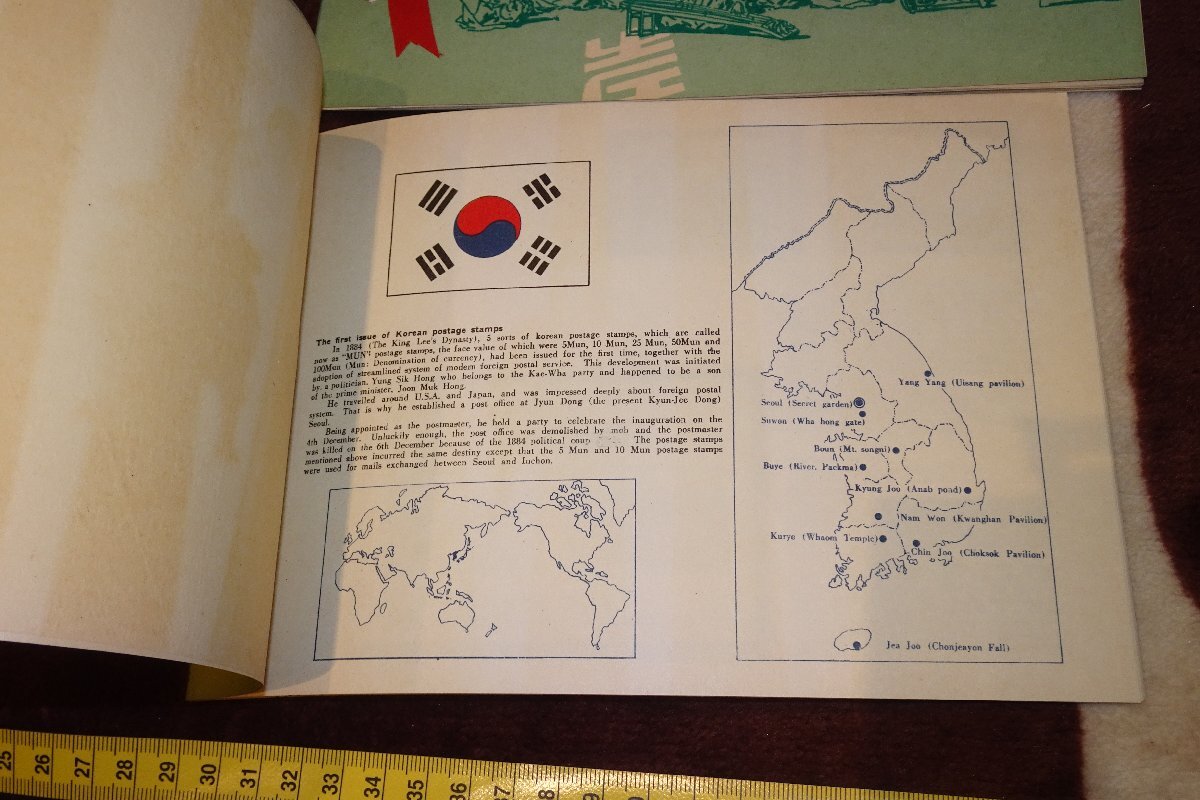 The first issue of Korean postage stamps
In 1884 (The King Lee's Dynasty), 5 sorts of korean postage stamps, which are called
now as "MUN" postage stamps, the face value of which were 5Mun, 10 Mun, 25 Mun, 50Mun and
100Mun (Mun: Denomination of currency), had been issued for the first time, together with the
adoption of streamlined system of modern foreign postal service. This development was initiated
by a politician, Yung Sik Hong who belongs to the Kae-Wha party and happened to be a son
of the prime minister, Joon Muk Hong.
He travelled around U.S.A. and Japan, and was impressed deeply about foreign postal
system. That is why he established a post office at Jyun Dong (the present Kyun-Jee Dong)
Seoul.
Being appointed as the postmaster, he held a party to celebrate the inauguration on the
4th December. Unluckily enough, the post office was demolished by mob and the postmaster
was killed on the 6th December because of the 1884 political coup The postage stamps
mentioned above incurred the same destiny except that the 5 Mun and 10 Mun postage stamps
were used for mails exchanged between Seoul and Inchon.
Yang Yang (Uisang pavilion)
Seoul (Secret garden)
Suwon (Wha hong gate)
Boun (Mt. songni)
Buye (River. Packma)
Kyung Joo (Anab pond)
Nam Won (Kwanghan Pavilion)
Kurye (Whaom Temple)
Chin Joo (Choksok Pavilion)
Jea Joo (Chonjeayon Fall)
25 26 27 28 29 30 31 32 33 34 35 36 37 38 39